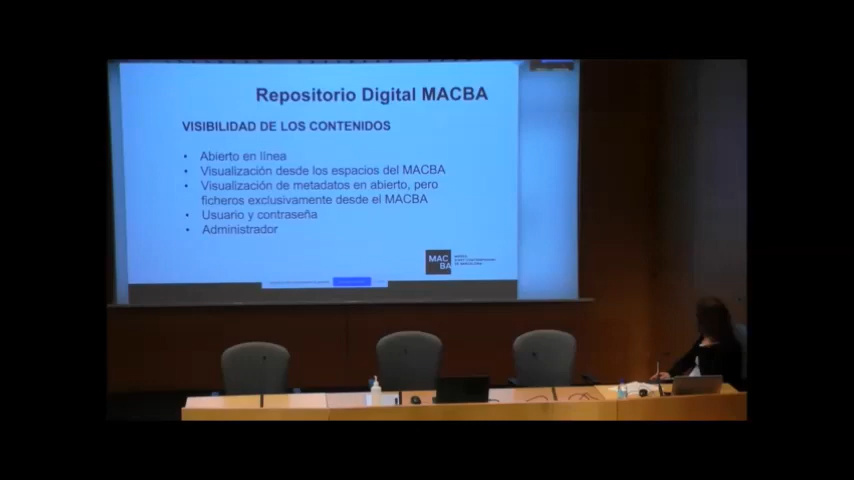 Repositorio Digital MACBA
VISIBILIDAD DE LOS CONTENIDOS
• Abierto en línea
• Visualización desde los espacios del MACBA
• Visualización de metadatos en abierto, pero
ficheros exclusivamente desde el MACBA
• Usuario y contraseña
• Administrador
MAC
BA